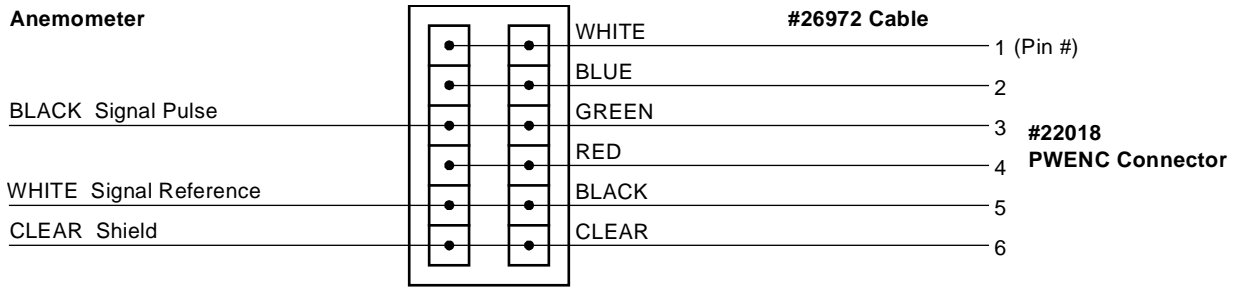 Anemometer
#26972 Cable
WHITE
1 (Pin #)
BLUE
2
BLACK Signal Pulse
GREEN
3
#22018
PWENC Connector
RED
4
WHITE Signal Reference
BLACK
5
CLEAR Shield
CLEAR
6